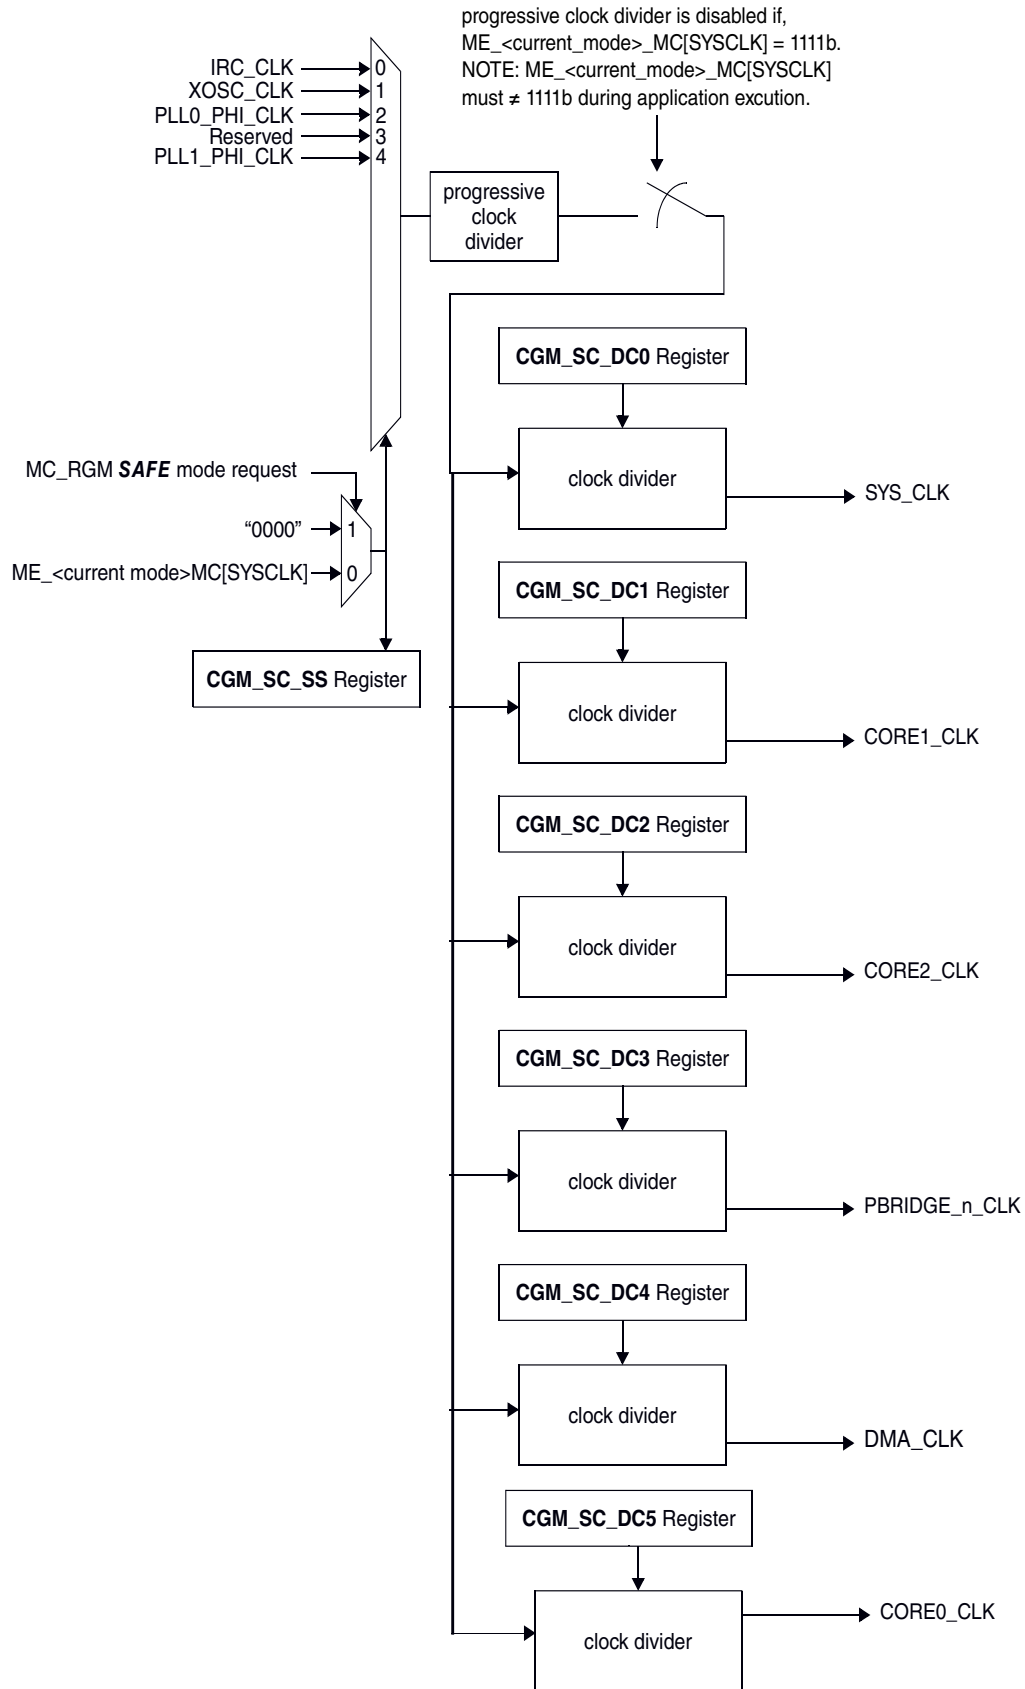 progressive clock divider is disabled if,
ME_<current_mode>_MC[SYSCLK] = 1111b.
NOTE: ME_<current_mode>_MC[SYSCLK]
must ≠ 1111b during application excution.
IRC_CLK
0
XOSC_CLK
1
PLL0_PHI_CLK
2
Reserved
3
PLL1_PHI_CLK
4
progressive
clock
divider
CGM_SC_DC0 Register
clock divider
SYS_CLK
MC_RGM SAFE mode request
“0000”
1
ME_<current mode>MC[SYSCLK]
0
CGM_SC_SS Register
CGM_SC_DC1 Register
clock divider
CORE1_CLK
CGM_SC_DC2 Register
clock divider
CORE2_CLK
CGM_SC_DC3 Register
clock divider
PBRIDGE_n_CLK
CGM_SC_DC4 Register
clock divider
DMA_CLK
CGM_SC_DC5 Register
clock divider
CORE0_CLK